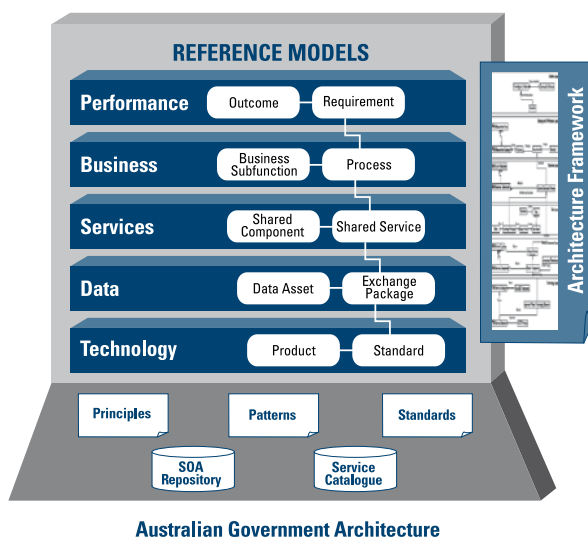 REFERENCE MODELS
Performance
Outcome
Requirement
Business
Business
Subfunction
Process
Services
Shared
Component
Shared Service
Data
Data Asset
Exchange
Package
Technology
Product
Standard
Architecture Framework
Principles
Patterns
Standards
SOA
Repository
Service
Catalogue
Australian Government Architecture